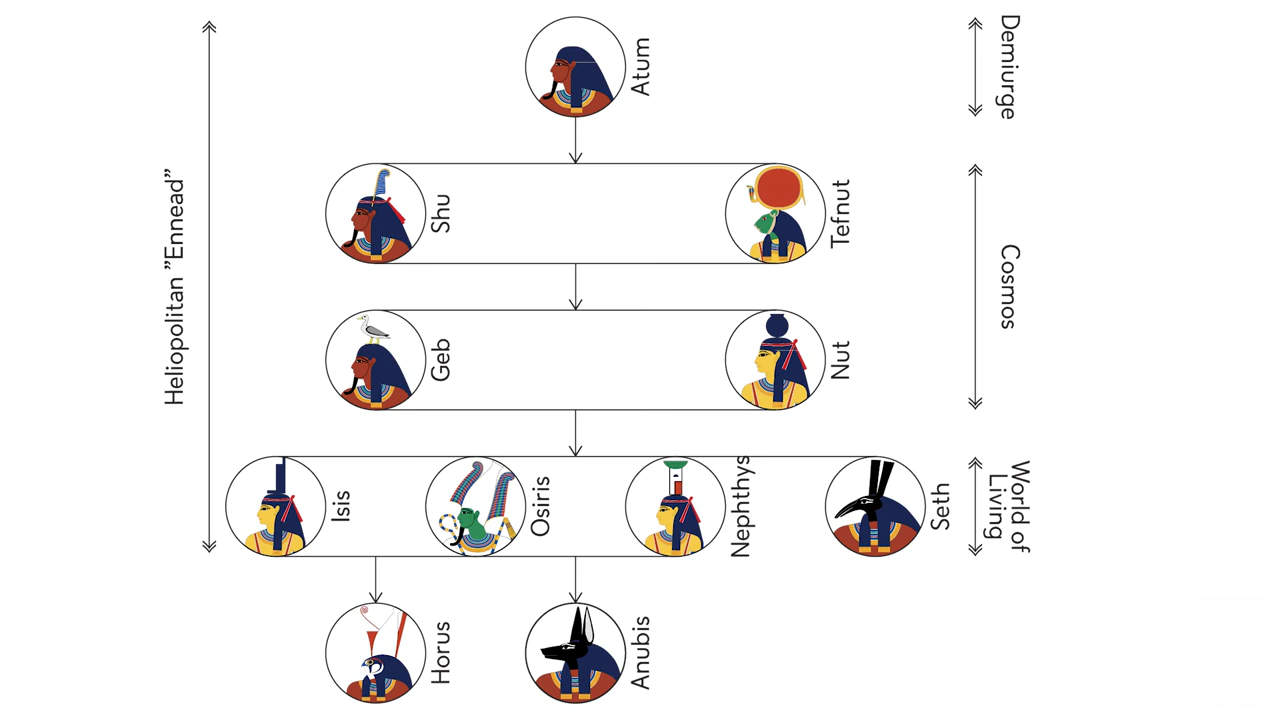 Heliopolitan ”Ennead”
Demiurge
Atum
Shu
Tefnut
Cosmos
Geb
Nut
Isis
Osiris
Nephthys
Seth
World of
Living
Horus
Anubis